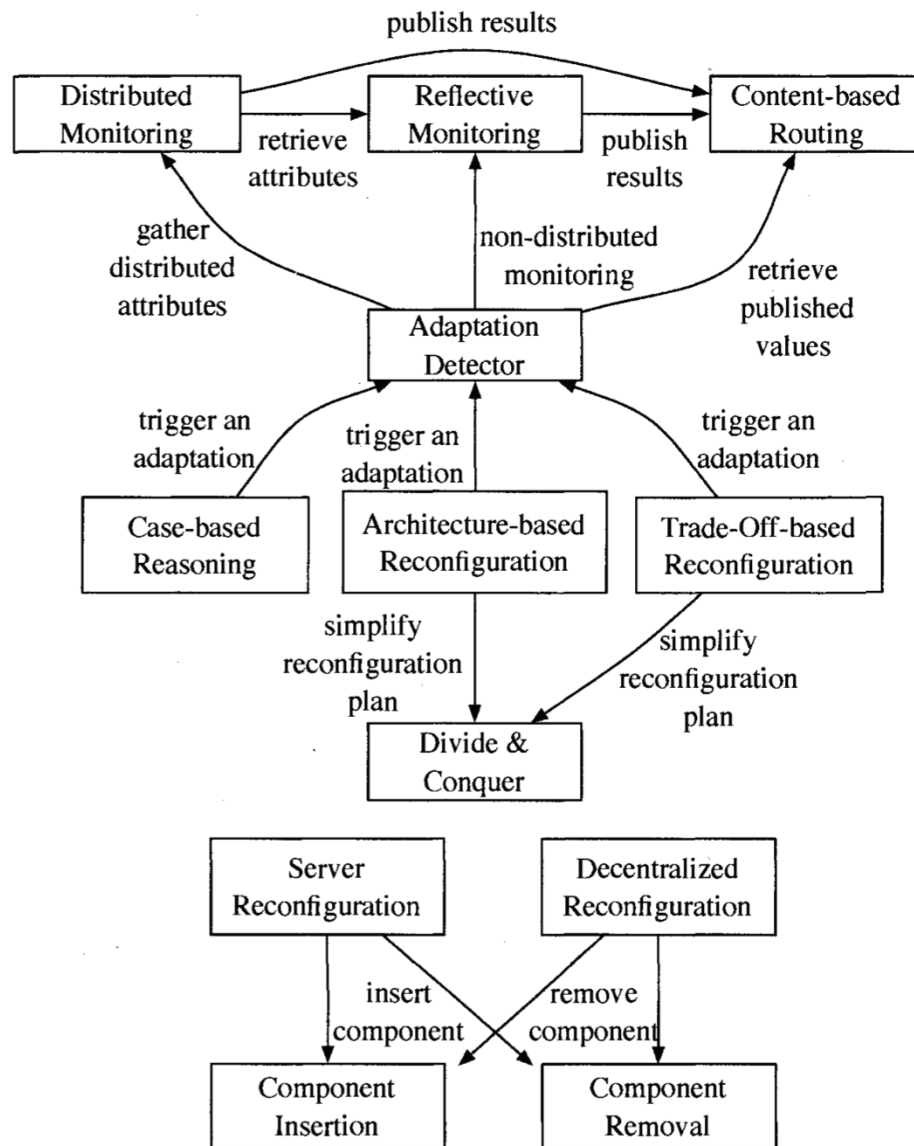 publish results
Distributed
Monitoring
Reflective
Monitoring
Content-based
Routing
retrieve
attributes
publish
results
gather
distributed
attributes
non-distributed
monitoring
retrieve
published
values
Adaptation
Detector
trigger an
adaptation
trigger an
adaptation
trigger an
adaptation
Case-based
Reasoning
Architecture-based
Reconfiguration
Trade-Off-based
Reconfiguration
simplify
reconfiguration
plan
simplify
reconfiguration
plan
Divide &
Conquer
Server
Reconfiguration
Decentralized
Reconfiguration
insert
component
remove
component
Component
Insertion
Component
Removal